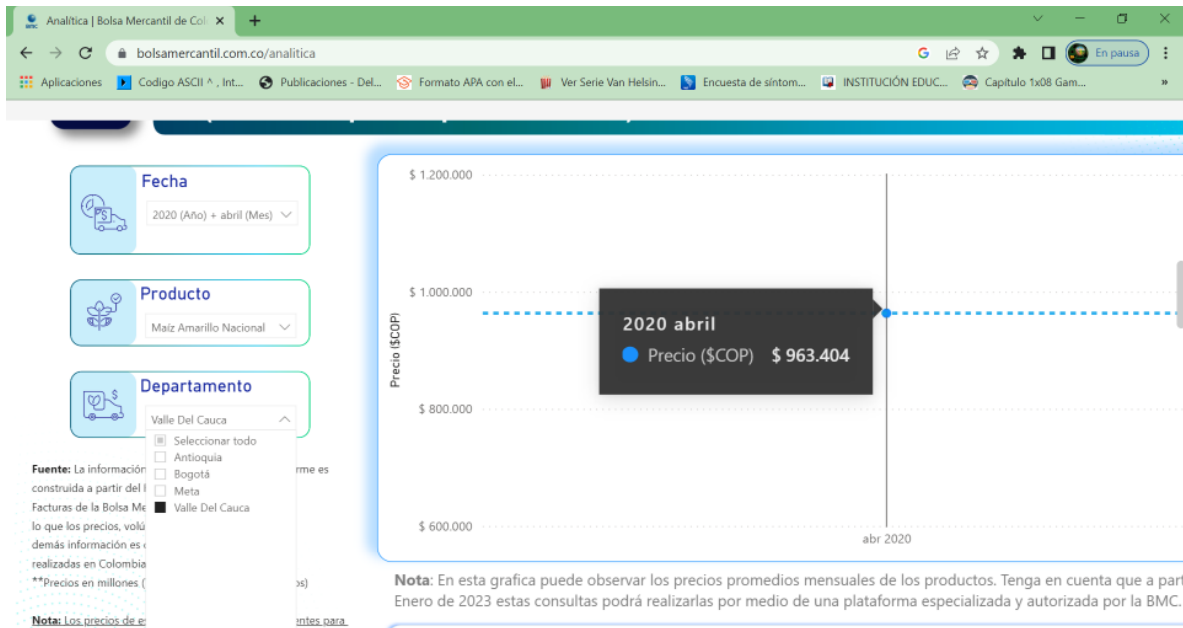 Analítica | Bolsa Mercantil de Col
bolsamercantil.com.co/analitica
En pausa
Aplicaciones
Codigo ASCII ^ , Int...
Publicaciones - Del...
Formato APA con el...
Ver Serie Van Helsin...
Encuesta de síntom...
INSTITUCIÓN EDUC...
Capítulo 1x08 Gam...
»
Fecha
2020 (Año) + abril (Mes)
Producto
Maíz Amarillo Nacional
Departamento
Valle Del Cauca
Seleccionar todo
Antioquia
Bogotá
Meta
Valle Del Cauca
Fuente: La información rme es
construida a partir del
Facturas de la Bolsa Me
lo que los precios, volú
demás información es
realizadas en Colombia
**Precios en millones ( os)
Nota: Los precios de es entes para
$ 1.200.000
$ 1.000.000
$ 800.000
$ 600.000
Precio ($COP)
2020 abril
Precio ($COP) $ 963.404
abr 2020
Nota: En esta grafica puede observar los precios promedios mensuales de los productos. Tenga en cuenta que a part
Enero de 2023 estas consultas podrá realizarlas por medio de una plataforma especializada y autorizada por la BMC.